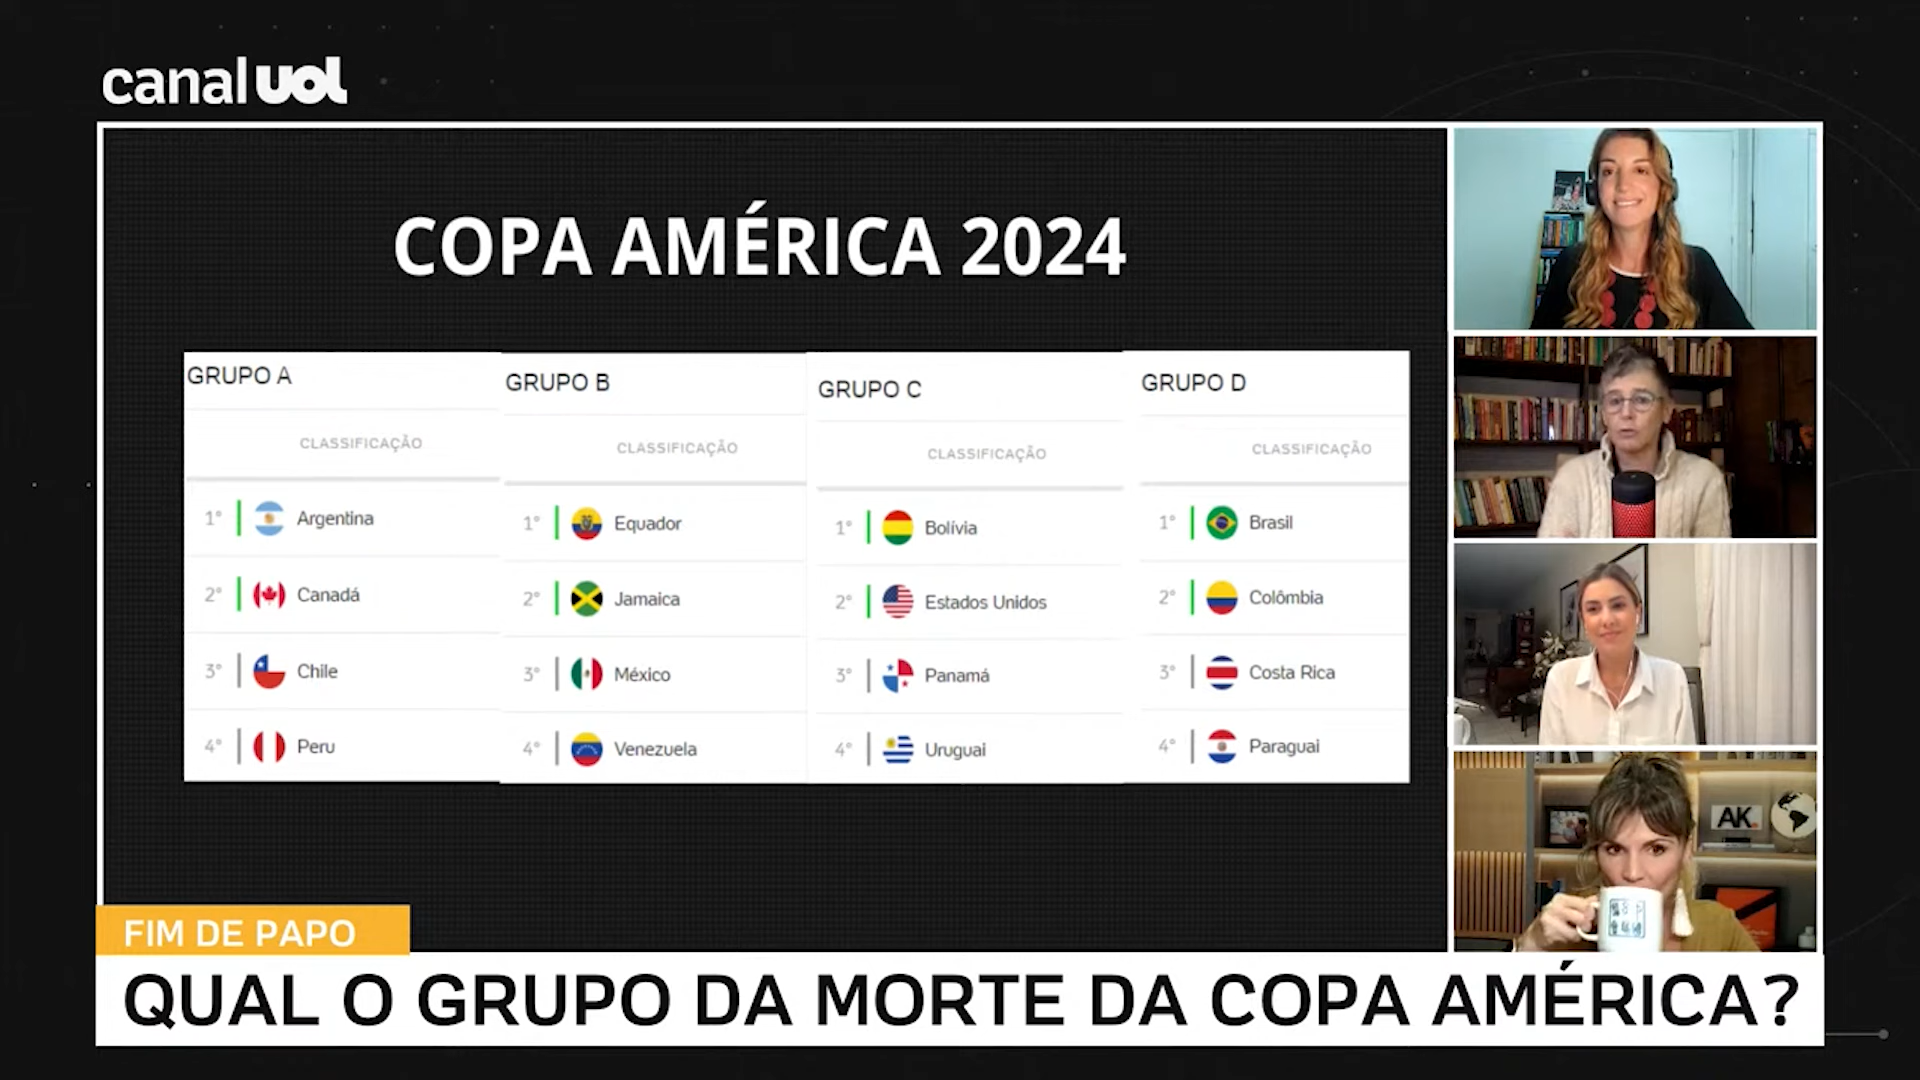 canal uol
COPA AMÉRICA 2024
GRUPO A
CLASSIFICAÇÃO
1° Argentina
2° Canadá
3° Chile
4° Peru
GRUPO B
CLASSIFICAÇÃO
1° Equador
2° Jamaica
3° México
4° Venezuela
GRUPO C
CLASSIFICAÇÃO
1° Bolívia
2° Estados Unidos
3° Panamá
4° Uruguai
GRUPO D
CLASSIFICAÇÃO
1° Brasil
2° Colômbia
3° Costa Rica
4° Paraguai
AK.
FIM DE PAPO
QUAL O GRUPO DA MORTE DA COPA AMÉRICA?